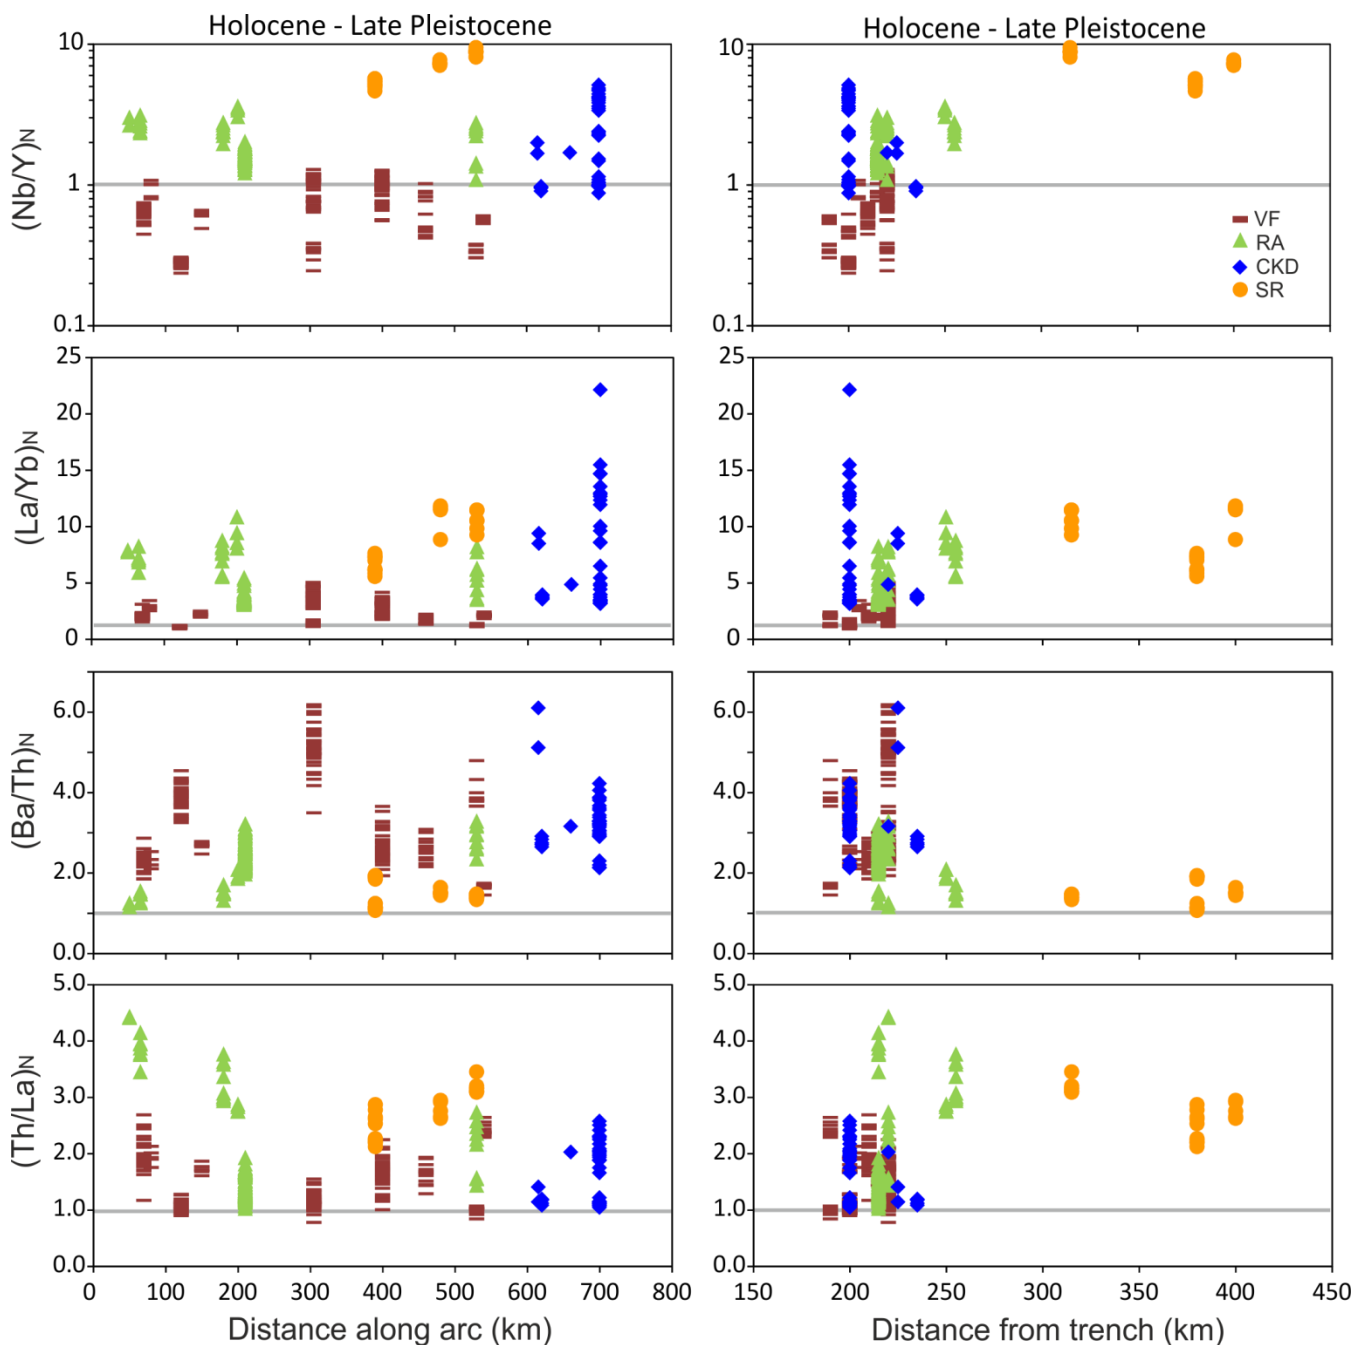 Holocene - Late Pleistocene
Holocene - Late Pleistocene
(Nb/Y)N
10
1
0.1
10
1
0.1
VF
RA
CKD
SR
(La/Yb)N
25
20
15
10
5
0
25
20
15
10
5
0
(Ba/Th)N
6.0
4.0
2.0
0.0
6.0
4.0
2.0
0.0
(Th/La)N
5.0
4.0
3.0
2.0
1.0
0.0
5.0
4.0
3.0
2.0
1.0
0.0
0 100 200 300 400 500 600 700 800
150 200 250 300 350 400 450
Distance along arc (km)
Distance from trench (km)